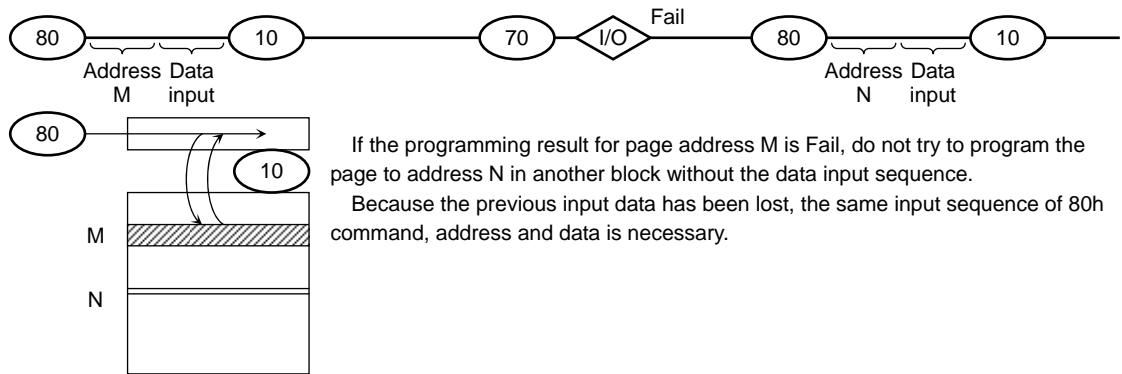 Fail
80 10 70 I/O 80 10
Address Data Address Data
M input N input
80
10
M
N
If the programming result for page address M is Fail, do not try to program the
page to address N in another block without the data input sequence.
Because the previous input data has been lost, the same input sequence of 80h
command, address and data is necessary.